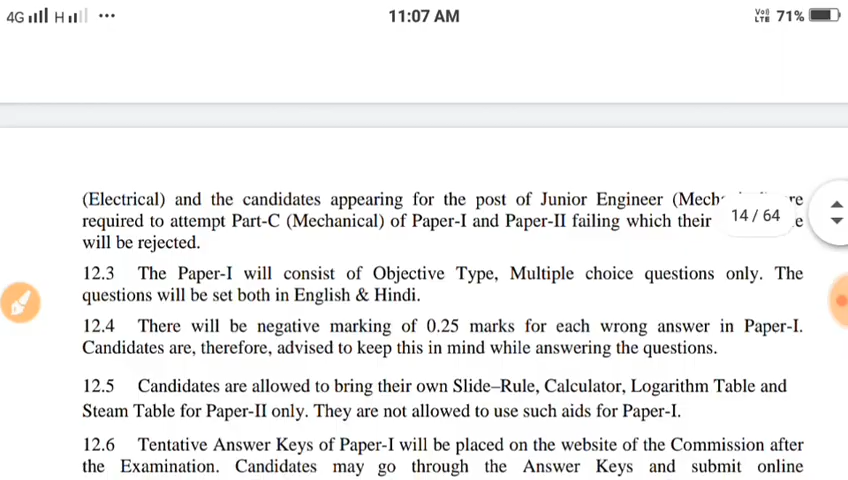 4G H ... 11:07 AM Vo)) LTE 71%
(Electrical) and the candidates appearing for the post of Junior Engineer
required to attempt Part-C (Mechanical) of Paper-I and Paper-II failing which their
14 / 64
will be rejected.
12.3 The Paper-I will consist of Objective Type, Multiple choice questions only. The
questions will be set both in English & Hindi.
12.4 There will be negative marking of 0.25 marks for each wrong answer in Paper-I.
Candidates are, therefore, advised to keep this in mind while answering the questions.
12.5 Candidates are allowed to bring their own Slide–Rule, Calculator, Logarithm Table and
Steam Table for Paper-II only. They are not allowed to use such aids for Paper-I.
12.6 Tentative Answer Keys of Paper-I will be placed on the website of the Commission after
the Examination. Candidates may go through the Answer Keys and submit online